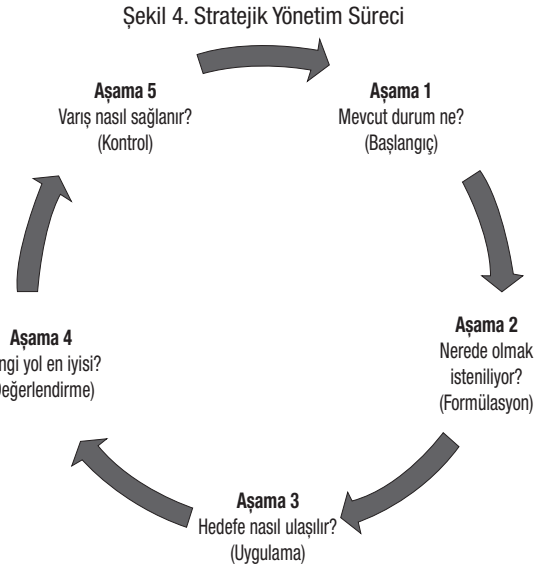 Şekil 4. Stratejik Yönetim Süreci
Aşama 1
Mevcut durum ne?
(Başlangıç)
Aşama 2
Nerede olmak
isteniliyor?
(Formülasyon)
Aşama 3
Hedefe nasıl ulaşılır?
(Uygulama)
Aşama 4
yol en iyisi?
Aşama 5
Varış nasıl sağlanır?
(Kontrol)